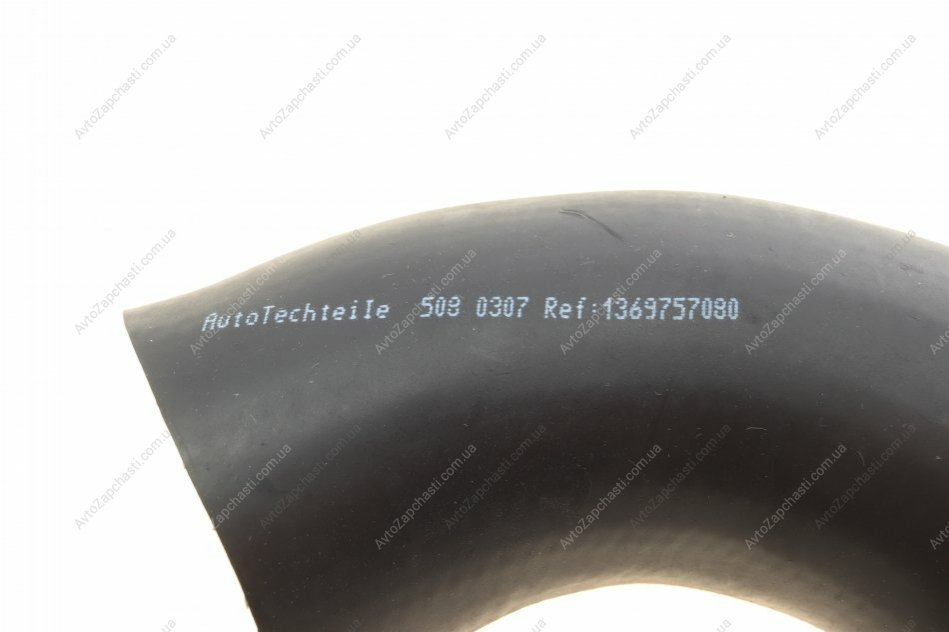 AutoTechteile 508 0307 Ref:1369757080
AvtoZapchasti.com.ua